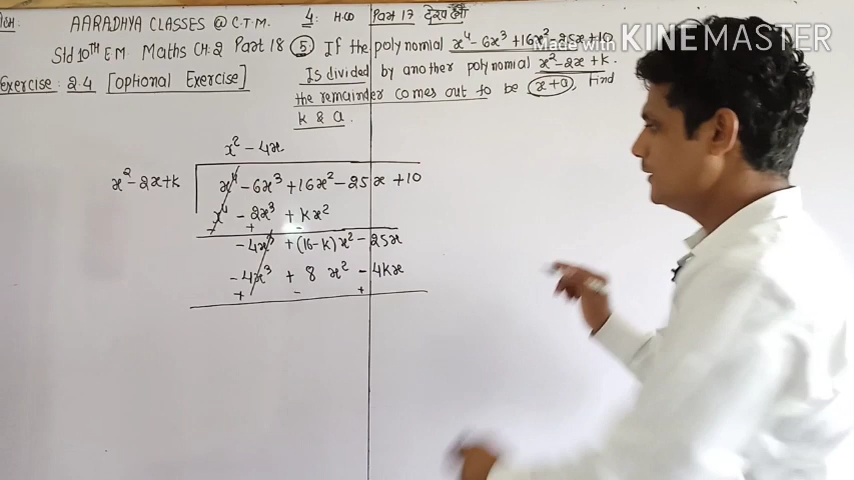 ISH. AARADHYA CLASSES @ C.T.M. 4: H.W Part 17 देखलो
Std 10TH E.M. Maths CH:2 Part 18 ⑤ If the polynomial x⁴ - 6x³ + 16x² - 25x + 10
Made with KINEMASTER
Exercise: 2.4 [Optional Exercise] Is divided by another polynomial x² - 2x + k.
the remainder comes out to be x + a, Find
k & a.
x² - 4x
x² - 2x + k x⁴ - 6x³ + 16x² - 25x + 10
x⁴ - 2x³ + kx²
- + -
- 4x³ + (16 - k)x² - 25x
- 4x³ + 8x² - 4kx
+ - +